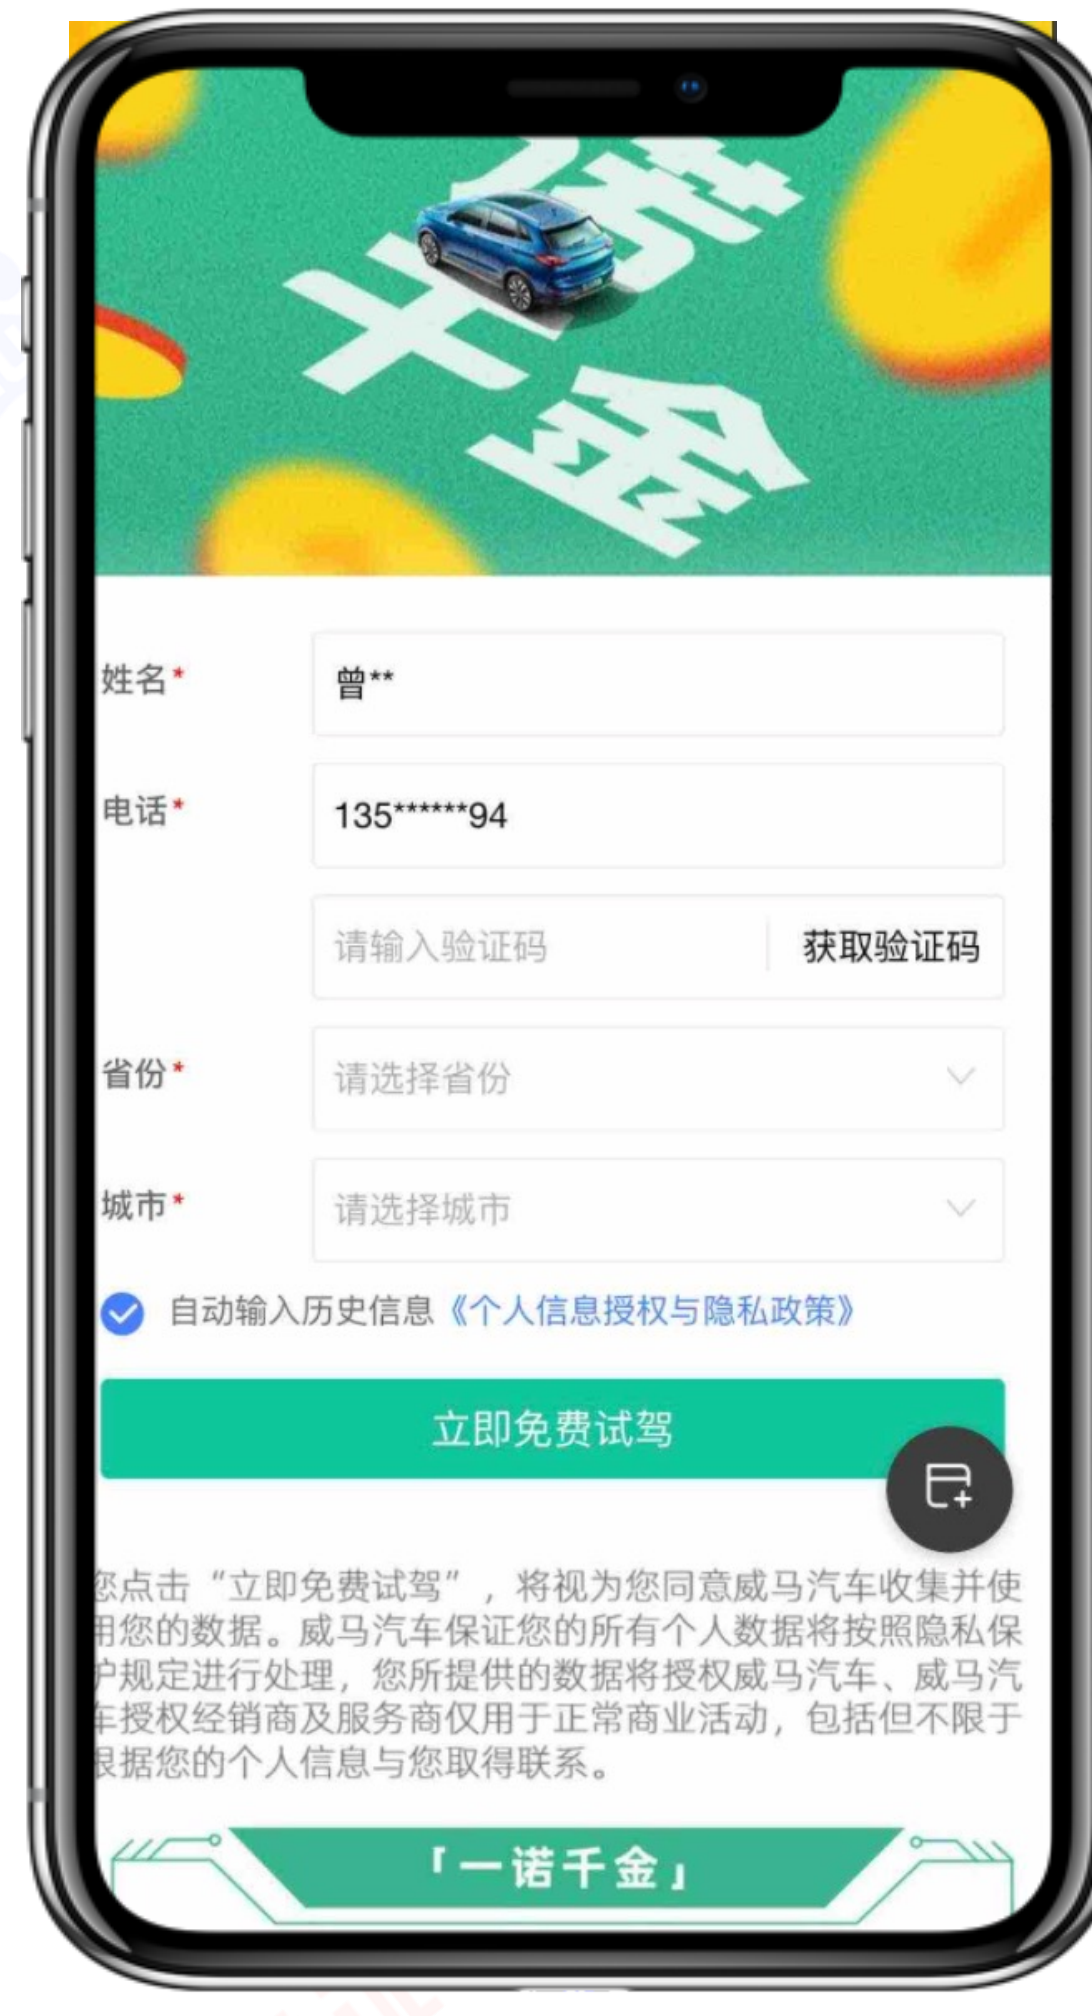 诺
千
金
姓名*
曾**
电话*
135******94
请输入验证码
获取验证码
省份*
请选择省份
城市*
请选择城市
自动输入历史信息《个人信息授权与隐私政策》
立即免费试驾
您点击“立即免费试驾”，将视为您同意威马汽车收集并使
用您的数据。威马汽车保证您的所有个人数据将按照隐私保
护规定进行处理，您所提供的数据将授权威马汽车、威马汽
车授权经销商及服务商仅用于正常商业活动，包括但不限于
根据您的个人信息与您取得联系。
「一诺千金」